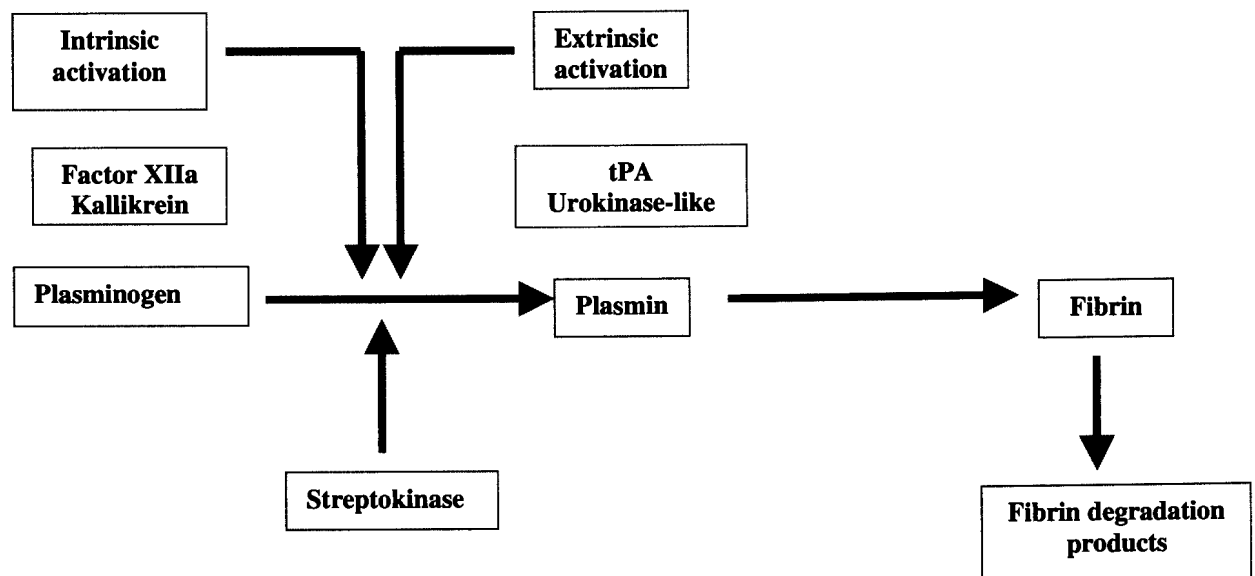 Intrinsic
activation
Extrinsic
activation
Factor XIIa
Kallikrein
tPA
Urokinase-like
Plasminogen
Plasmin
Fibrin
Streptokinase
Fibrin degradation
products